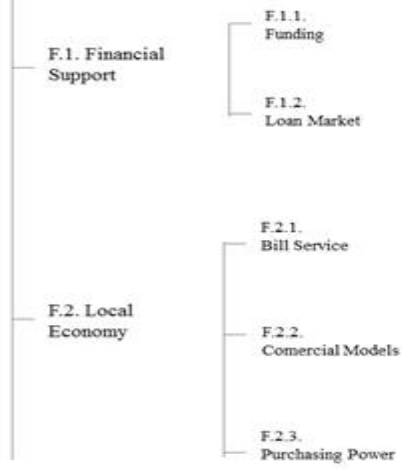 F.1. Financial
Support
F.1.1.
Funding
F.1.2.
Loan Market
F.2. Local
Economy
F.2.1.
Bill Service
F.2.2.
Comercial Models
F.2.3.
Purchasing Power